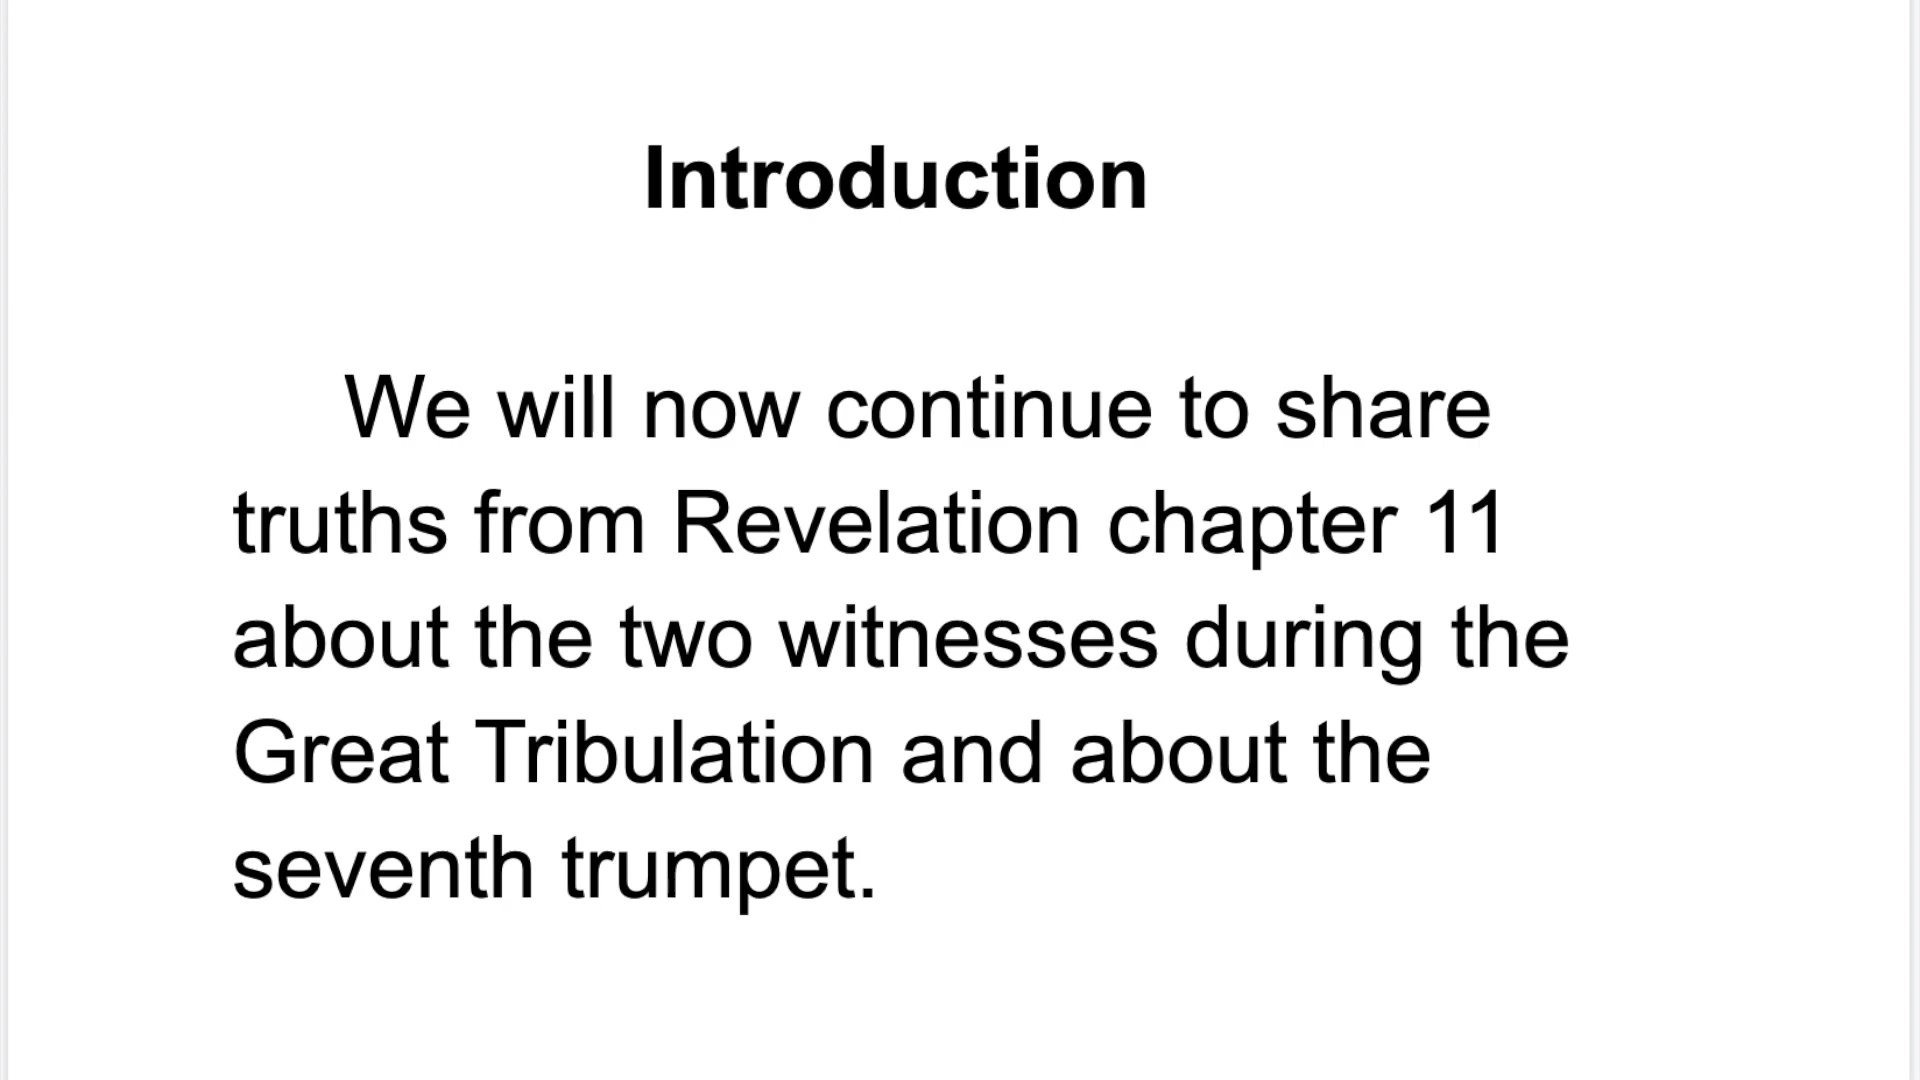 Introduction
We will now continue to share
truths from Revelation chapter 11
about the two witnesses during the
Great Tribulation and about the
seventh trumpet.